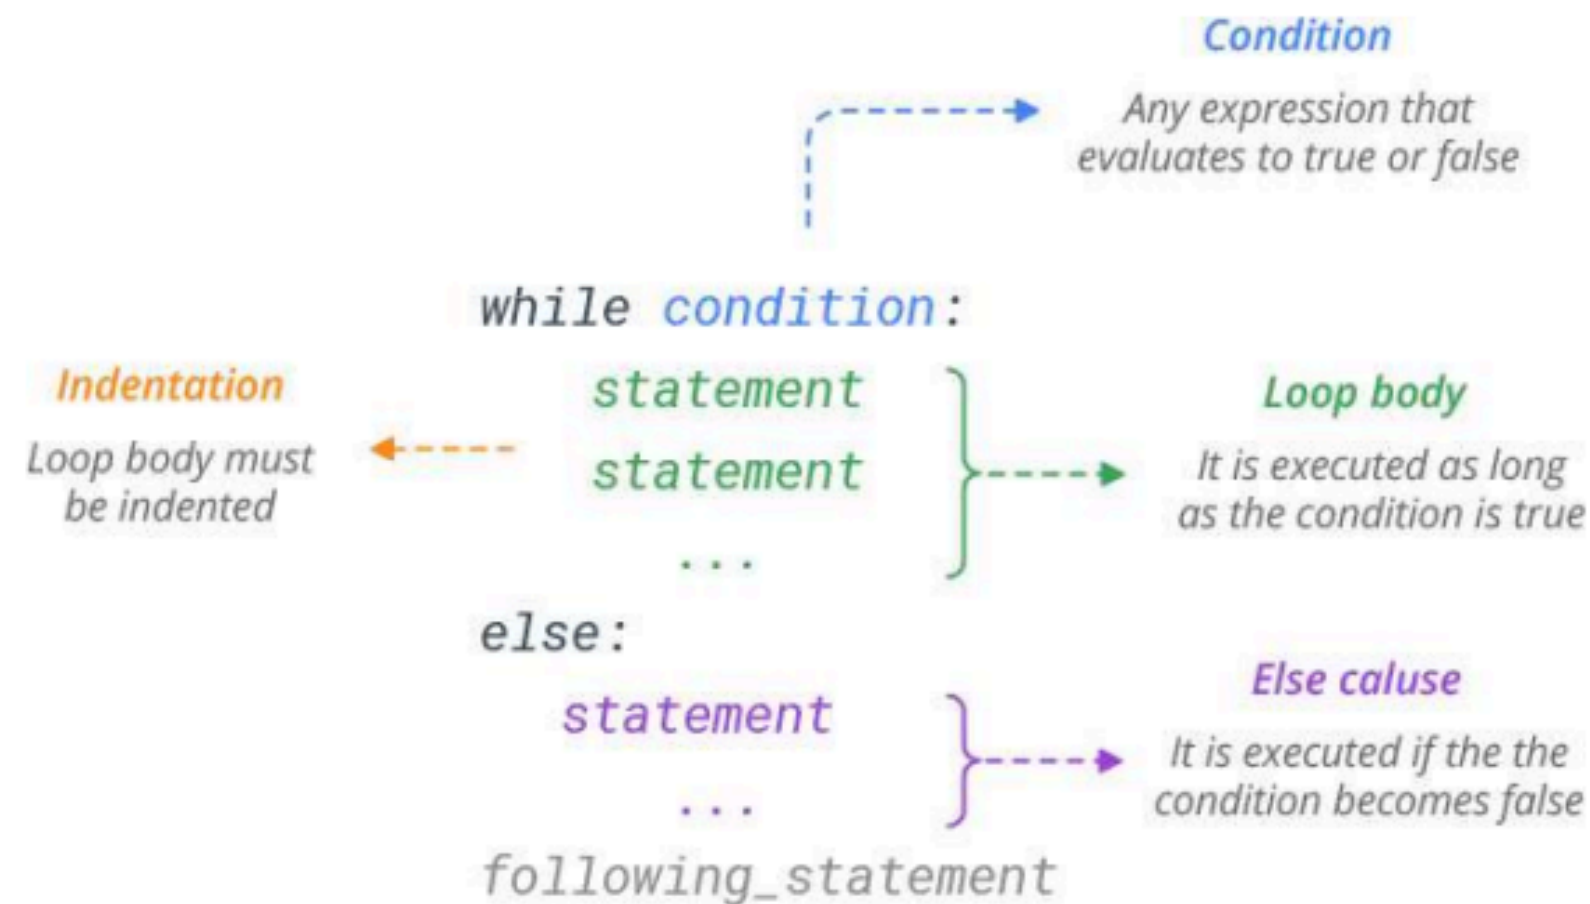 Condition
Any expression that
evaluates to true or false
while condition:
Indentation
Loop body must
be indented
statement
statement
...
Loop body
It is executed as long
as the condition is true
else:
statement
...
Else caluse
It is executed if the the
condition becomes false
following_statement